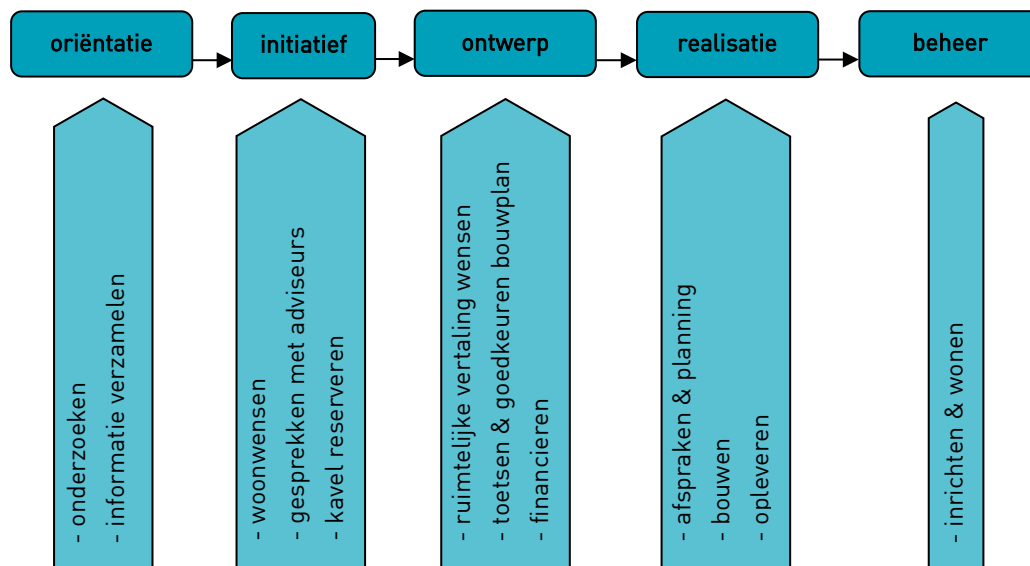 oriëntatie
initiatief
ontwerp
realisatie
beheer
- onderzoeken
- informatie verzamelen
- woonwensen
- gesprekken met adviseurs
- kavel reserveren
- ruimtelijke vertaling wensen
- toetsen & goedkeuren bouwplan
- financieren
- afspraken & planning
- bouwen
- opleveren
- inrichten & wonen